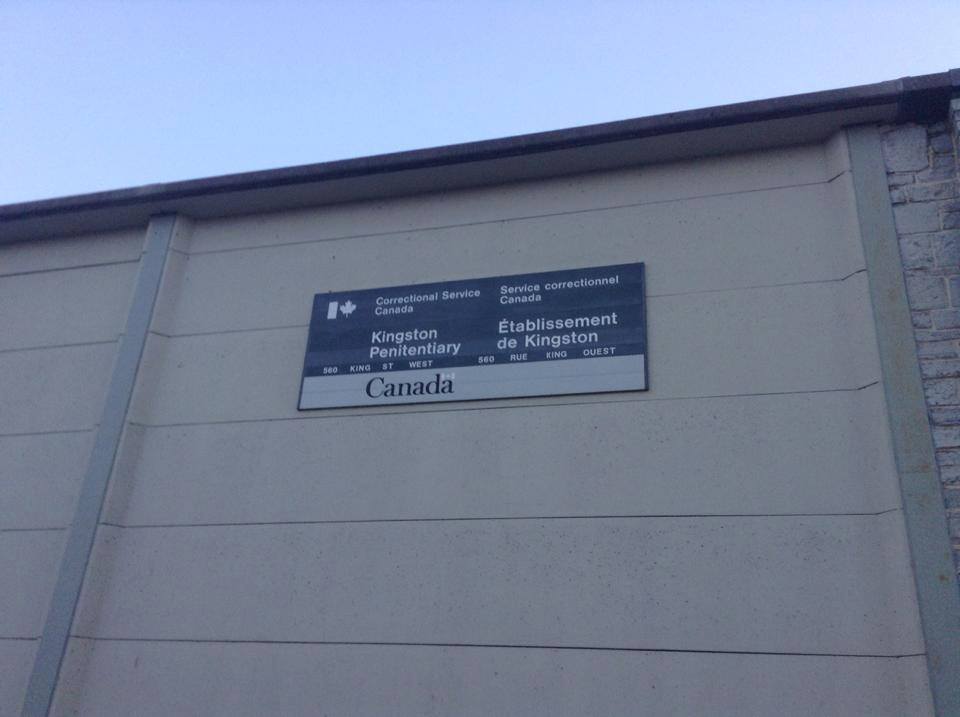 Correctional Service
Canada
Kingston
Penitentiary
560 KING ST WEST
Service correctionnel
Canada
Établissement
de Kingston
560 RUE KING OUEST
Canada